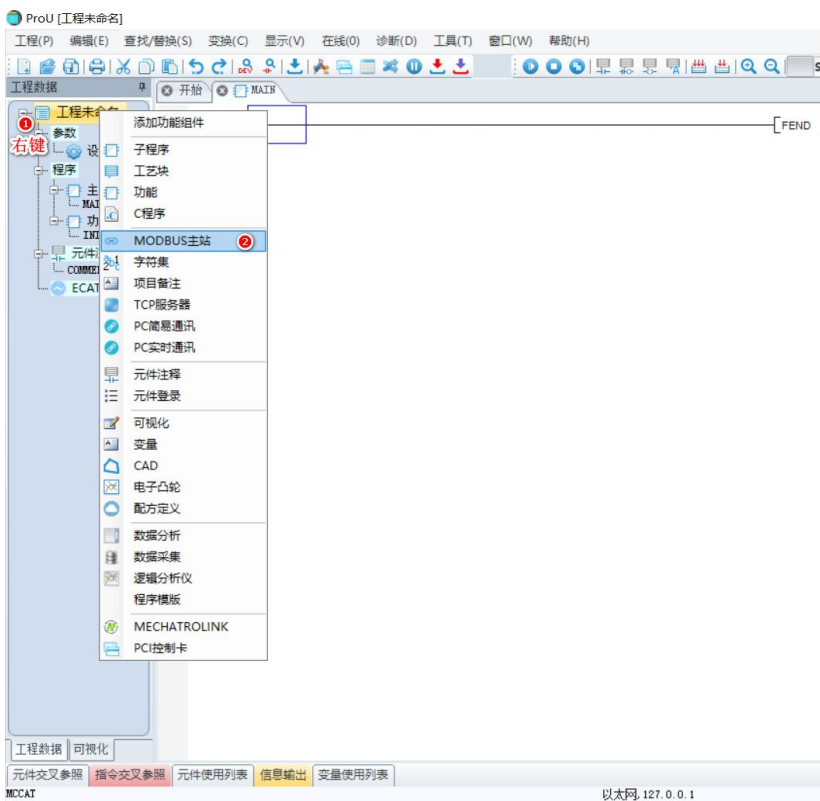 ProU [工程未命名]
工程(P) 编辑(E) 查找/替换(S) 变换(C) 显示(V) 在线(O) 诊断(D) 工具(T) 窗口(W) 帮助(H)
工程数据
开始
MAIN
工程未命名
1
右键
参数
设
程序
主
MAI
功
INI
元件
COMME
ECAT
FEND
添加功能组件
子程序
工艺块
功能
C程序
MODBUS主站 2
字符集
项目备注
TCP服务器
PC简易通讯
PC实时通讯
元件注释
元件登录
可视化
变量
CAD
电子凸轮
配方定义
数据分析
数据采集
逻辑分析仪
程序模版
MECHATROLINK
PCI控制卡
工程数据 可视化
元件交叉参照 指令交叉参照 元件使用列表 信息输出 变量使用列表
MCCAT
以太网,127.0.0.1